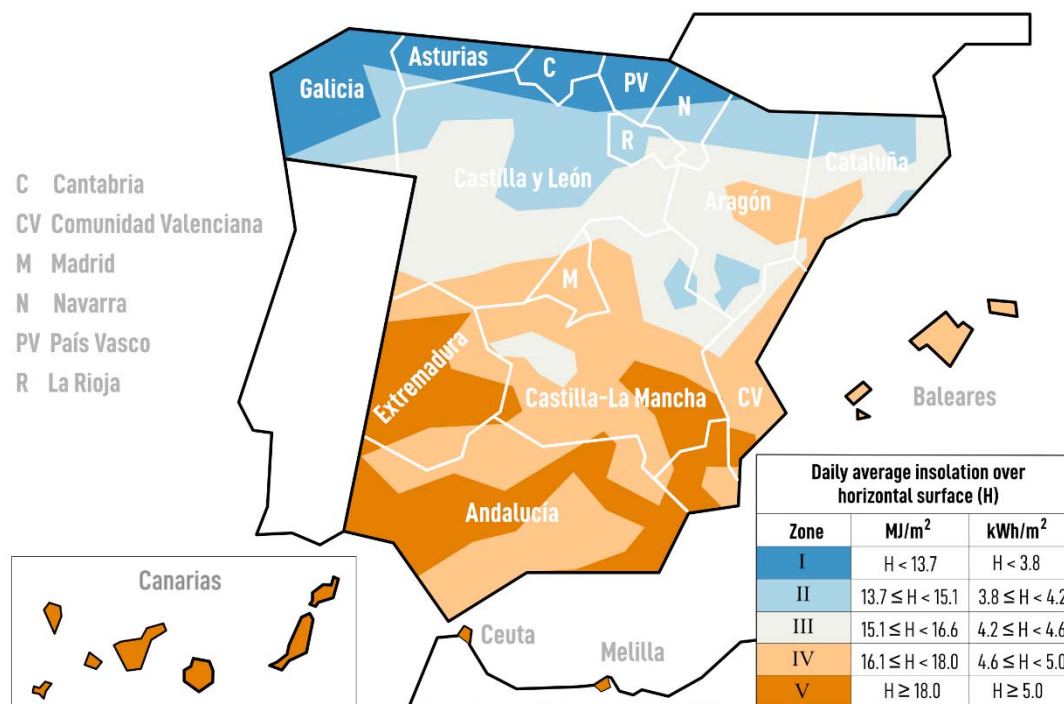 Asturias
C
PV
Galicia
N
R
Castilla y León
Cataluña
Aragón
M
Extremadura
Castilla-La Mancha
CV
Andalucía
C Cantabria
CV Comunidad Valenciana
M Madrid
N Navarra
PV País Vasco
R La Rioja
Baleares
Canarias
Ceuta
Melilla
Daily average insolation over
horizontal surface (H)
Zone MJ/m² kWh/m²
I H < 13.7 H < 3.8
II 13.7 ≤ H < 15.1 3.8 ≤ H < 4.2
III 15.1 ≤ H < 16.6 4.2 ≤ H < 4.6
IV 16.1 ≤ H < 18.0 4.6 ≤ H < 5.0
V H ≥ 18.0 H ≥ 5.0